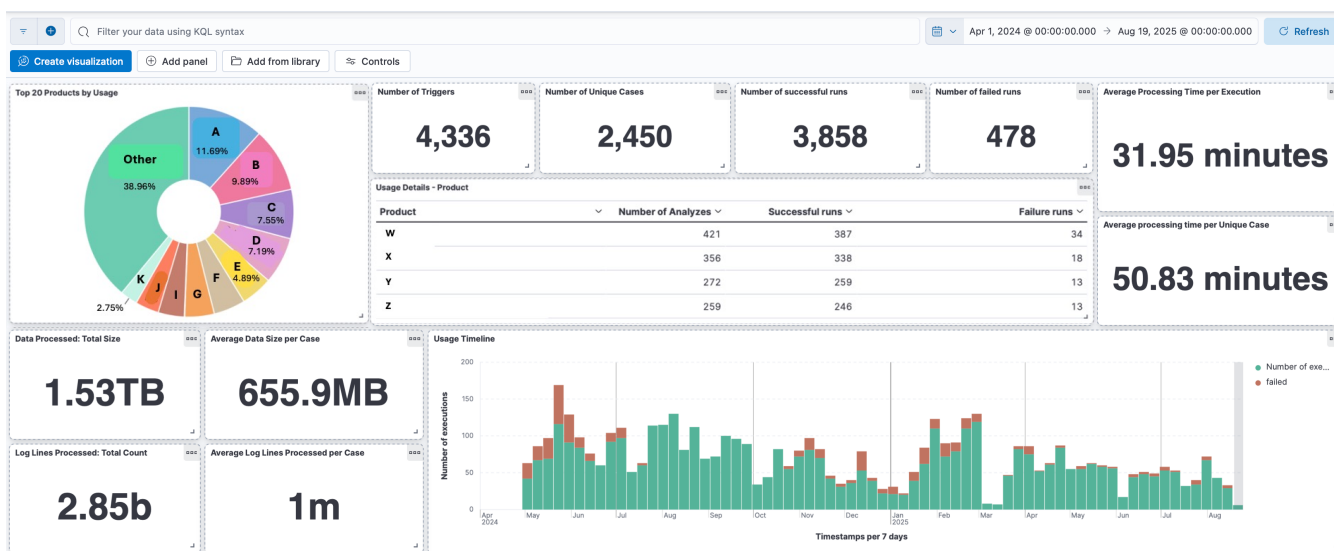 Filter your data using KQL syntax
Apr 1, 2024 @ 00:00:00.000 → Aug 19, 2025 @ 00:00:00.000
Refresh
Create visualization
Add panel
Add from library
Controls
Top 20 Products by Usage
A
11.69%
B
9.89%
C
7.55%
D
7.19%
E
4.89%
F
G
I
J
K
2.75%
Other
38.96%
Number of Triggers
4,336
Number of Unique Cases
2,450
Number of successful runs
3,858
Number of failed runs
478
Average Processing Time per Execution
31.95 minutes
Usage Details - Product
Product Number of Analyzes Successful runs Failure runs
W 421 387 34
X 356 338 18
Y 272 259 13
Z 259 246 13
Average processing time per Unique Case
50.83 minutes
Data Processed: Total Size
1.53TB
Average Data Size per Case
655.9MB
Log Lines Processed: Total Count
2.85b
Average Log Lines Processed per Case
1m
Usage Timeline
Number of executions
200
150
100
50
0
Apr May Jun Jul Aug Sep Oct Nov Dec Jan Feb Mar Apr May Jun Jul Aug
2024 2025
Timestamps per 7 days
Number of exe...
failed